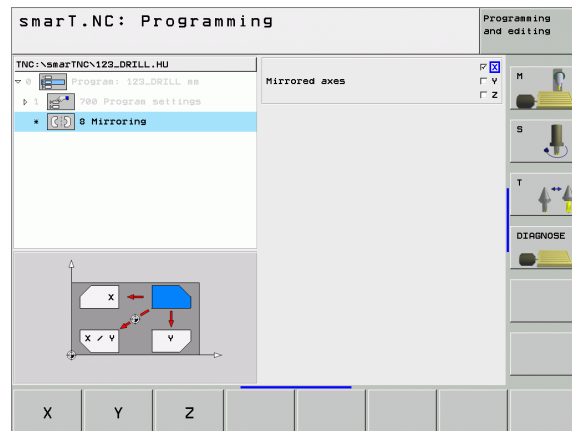 smarT.NC: Programming
Programming
and editing
TNC:\smarTNC\123_DRILL.HU
0 Program: 123_DRILL mm
1 700 Program settings
* 8 Mirroring
Mirrored axes
X
Y
Z
M
S
T
DIAGNOSE
X
X / Y
Y
X Y Z